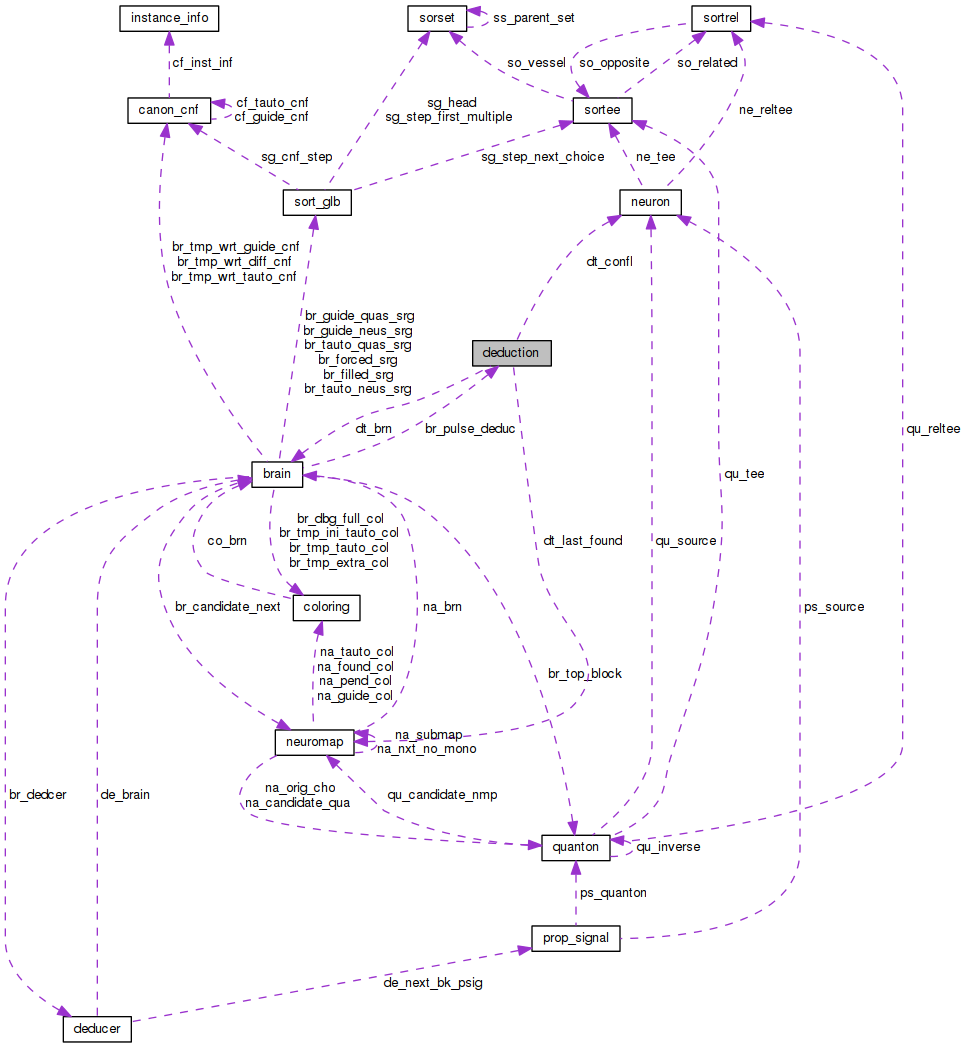 instance_info
sorset
ss_parent_set
sortrel
cf_inst_inf
so_vessel
so_opposite
so_related
canon_cnf
cf_tauto_cnf
cf_guide_cnf
sg_head
sg_step_first_multiple
sortee
ne_reltee
sg_cnf_step
sg_step_next_choice
ne_tee
sort_glb
neuron
br_tmp_wrt_guide_cnf
br_tmp_wrt_diff_cnf
br_tmp_wrt_tauto_cnf
dt_confl
br_guide_quas_srg
br_guide_neus_srg
br_tauto_quas_srg
br_forced_srg
br_filled_srg
br_tauto_neus_srg
deduction
dt_brn
br_pulse_deduc
qu_reltee
brain
qu_tee
br_dbg_full_col
br_tmp_ini_tauto_col
br_tmp_tauto_col
br_tmp_extra_col
co_brn
dt_last_found
qu_source
br_candidate_next
coloring
na_brn
ps_source
na_tauto_col
na_found_col
na_pend_col
na_guide_col
br_top_block
neuromap
na_submap
na_nxt_no_mono
br_dedcer
de_brain
na_orig_cho
na_candidate_qua
qu_candidate_nmp
quanton
qu_inverse
ps_quanton
prop_signal
de_next_bk_psig
deducer